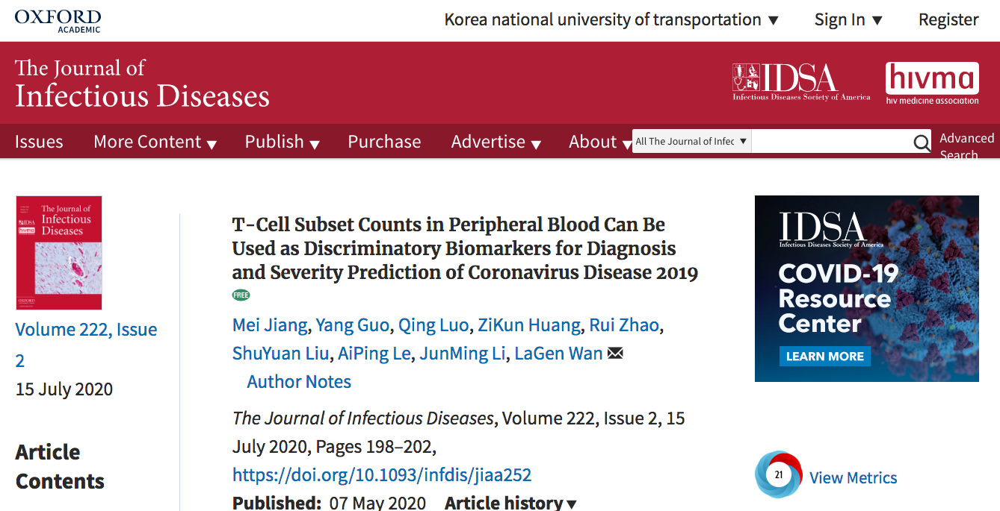 OXFORD
ACADEMIC
Korea national university of transportation ▼
Sign In ▼
Register
The Journal of
Infectious Diseases
IDSA
Infectious Diseases Society of America
hivma
hiv medicine association
Issues
More Content ▼
Publish ▼
Purchase
Advertise ▼
About ▼
All The Journal of Infec ▼
Advanced
Search
The Journal of
Infectious
Diseases
IDSA
hivma
OXFORD
Volume 222, Issue
2
15 July 2020
Article
Contents
T-Cell Subset Counts in Peripheral Blood Can Be
Used as Discriminatory Biomarkers for Diagnosis
and Severity Prediction of Coronavirus Disease 2019
FREE
Mei Jiang, Yang Guo, Qing Luo, ZiKun Huang, Rui Zhao,
ShuYuan Liu, AiPing Le, JunMing Li, LaGen Wan
Author Notes
The Journal of Infectious Diseases, Volume 222, Issue 2, 15
July 2020, Pages 198–202,
https://doi.org/10.1093/infdis/jiaa252
Published: 07 May 2020 Article history ▼
IDSA
Infectious Diseases Society of America
COVID-19
Resource
Center
LEARN MORE
21
View Metrics